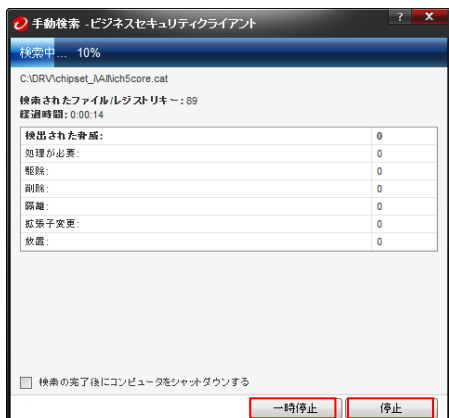 手動検索 -ビジネスセキュリティクライアント ? X
検索中... 10%
C:\DRV\chipset_i\All\ich5core.cat
検索されたファイル/レジストリキー: 89
経過時間: 0:00:14
検出された脅威: 0
処理が必要: 0
駆除: 0
削除: 0
隔離: 0
拡張子変更: 0
放置: 0
検索の完了後にコンピュータをシャットダウンする
一時停止 停止